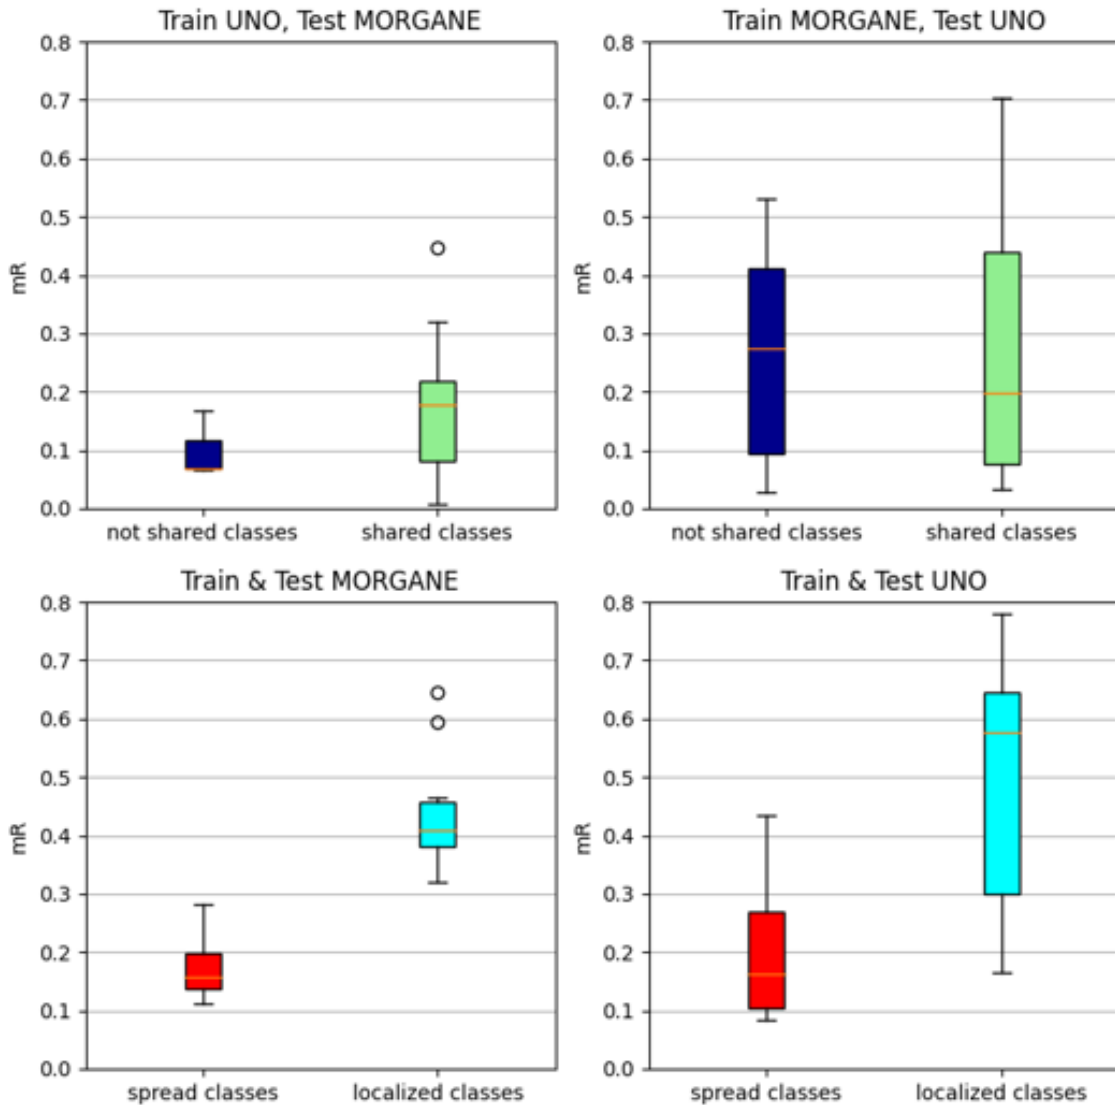 Train UNO, Test MORGANE
0.8
0.7
0.6
0.5
0.4
0.3
0.2
0.1
0.0
mR
not shared classes
shared classes
Train MORGANE, Test UNO
0.8
0.7
0.6
0.5
0.4
0.3
0.2
0.1
0.0
mR
not shared classes
shared classes
Train & Test MORGANE
0.8
0.7
0.6
0.5
0.4
0.3
0.2
0.1
0.0
mR
spread classes
localized classes
Train & Test UNO
0.8
0.7
0.6
0.5
0.4
0.3
0.2
0.1
0.0
mR
spread classes
localized classes